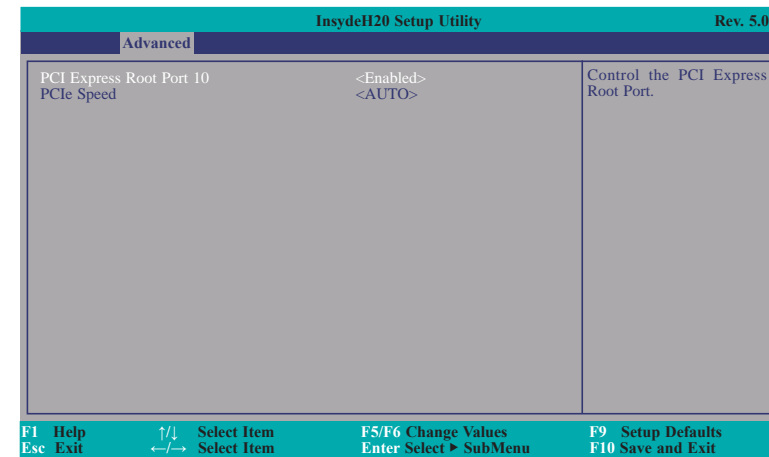 InsydeH20 Setup Utility Rev. 5.0
Advanced
PCI Express Root Port 10 <Enabled>
PCIe Speed <AUTO>
Control the PCI Express
Root Port.
F1 Help ↑/↓ Select Item F5/F6 Change Values F9 Setup Defaults
Esc Exit ←/→ Select Item Enter Select ▶ SubMenu F10 Save and Exit